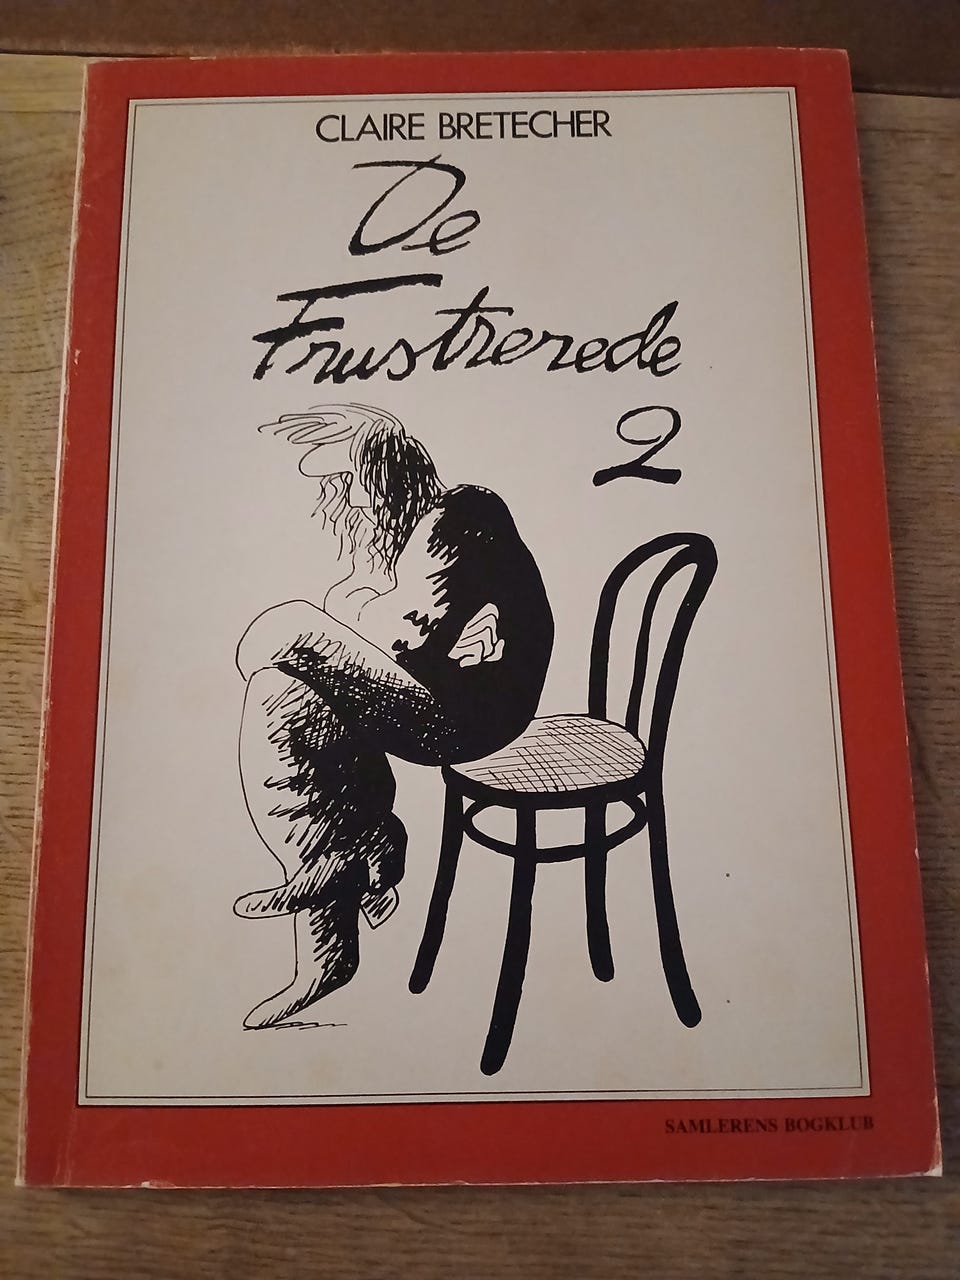 CLAIRE BRETECHER
De
Frustrerede
2
SAMLERENS BOGKLUB